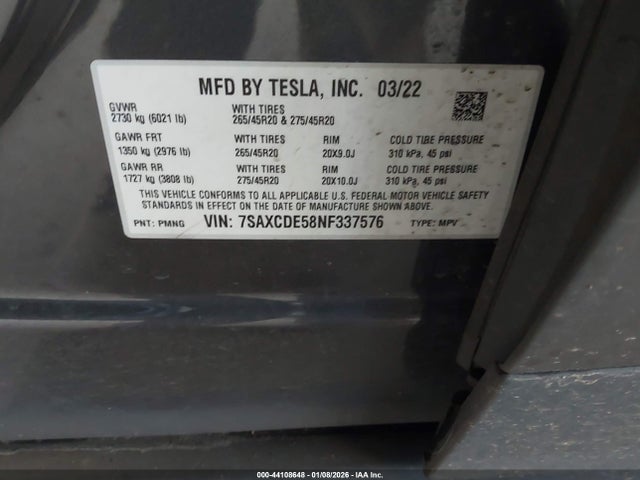 MFD BY TESLA, INC. 03/22
GVWR WITH TIRES
2730 kg (6021 lb) 265/45R20 & 275/45R20
GAWR FRT WITH TIRES RIM COLD TIRE PRESSURE
1350 kg (2976 lb) 265/45R20 20X9.0J 310 kPa, 45 psi
GAWR RR WITH TIRES RIM COLD TIRE PRESSURE
1727 kg (3808 lb) 275/45R20 20X10.0J 310 kPa, 45 psi
THIS VEHICLE CONFORMS TO ALL APPLICABLE U.S. FEDERAL MOTOR VEHICLE SAFETY
STANDARDS IN EFFECT ON THE DATE OF MANUFACTURE SHOWN ABOVE.
PNT: PMNG VIN: 7SAXCDE58NF337576 TYPE: MPV
000-44108648 - 01/08/2026 - IAA Inc.